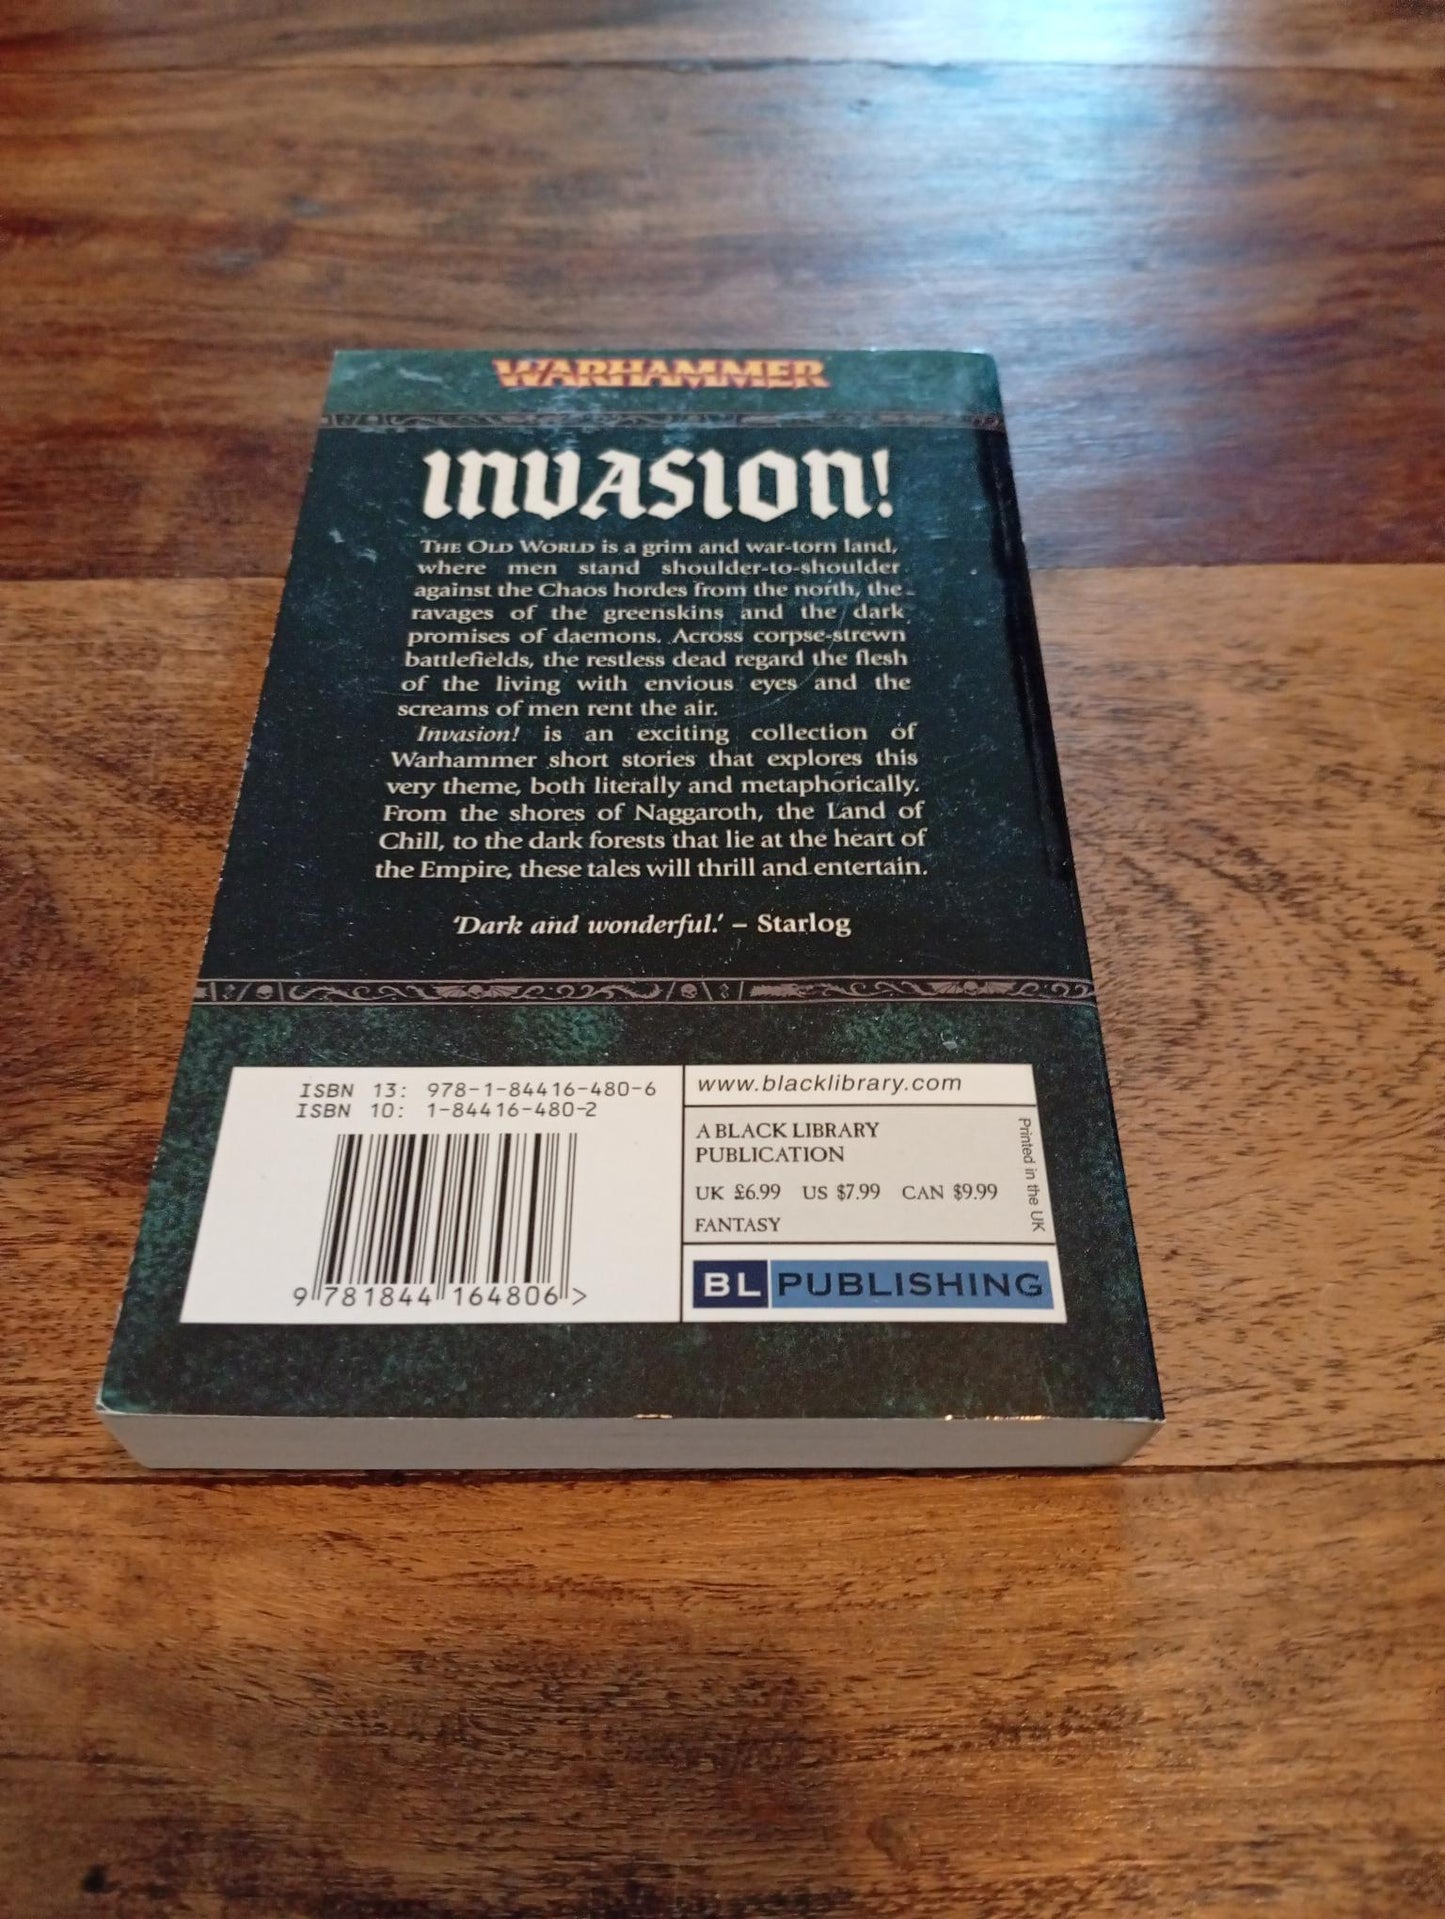 WARHAMMER
INVASION!
THE OLD WORLD is a grim and war-torn land,
where men stand shoulder-to-shoulder
against the Chaos hordes from the north, the
ravages of the greenskins and the dark
promises of daemons. Across corpse-strewn
battlefields, the restless dead regard the flesh
of the living with envious eyes and the
screams of men rent the air.
Invasion! is an exciting collection of
Warhammer short stories that explores this
very theme, both literally and metaphorically.
From the shores of Naggaroth, the Land of
Chill, to the dark forests that lie at the heart of
the Empire, these tales will thrill and entertain.
'Dark and wonderful.' – Starlog
ISBN 13: 978-1-84416-480-6
ISBN 10: 1-84416-480-2
9 781844 164806 >
www.blacklibrary.com
A BLACK LIBRARY
PUBLICATION
UK £6.99 US $7.99 CAN $9.99
FANTASY
Printed in the UK
BL PUBLISHING